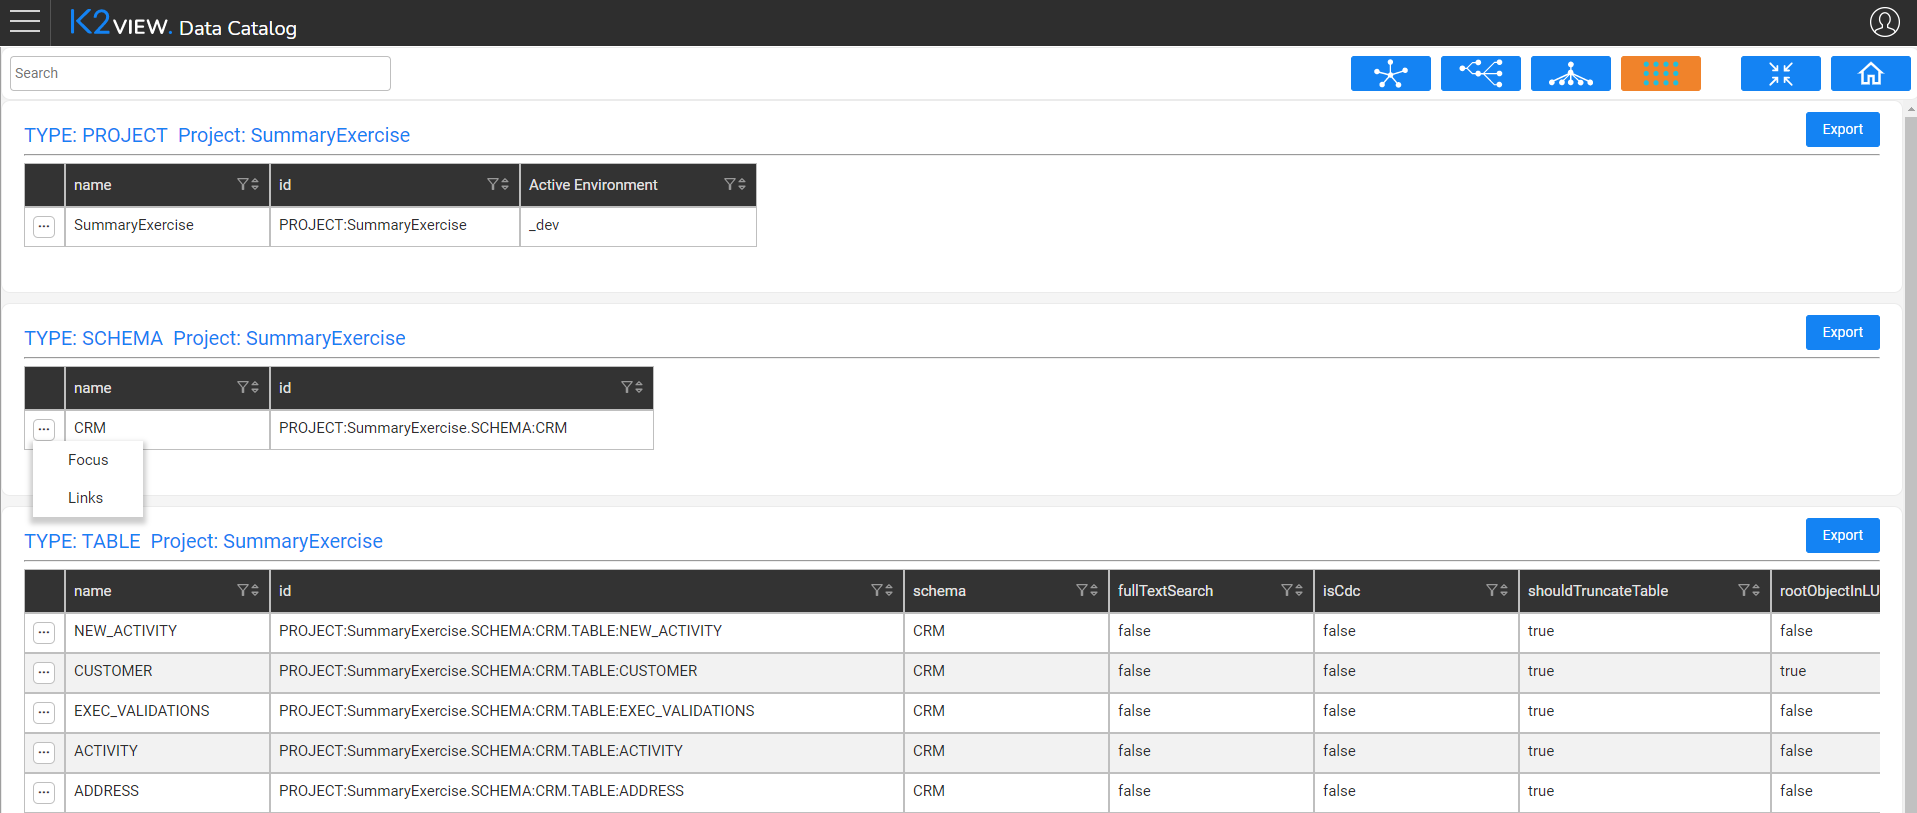 K2VIEW. Data Catalog
Search
TYPE: PROJECT Project: SummaryExercise
Export
name id Active Environment
... SummaryExercise PROJECT:SummaryExercise _dev
TYPE: SCHEMA Project: SummaryExercise
Export
name id
... CRM PROJECT:SummaryExercise.SCHEMA:CRM
Focus
Links
TYPE: TABLE Project: SummaryExercise
Export
name id schema fullTextSearch isCdc shouldTruncateTable rootObjectInLU
... NEW_ACTIVITY PROJECT:SummaryExercise.SCHEMA:CRM.TABLE:NEW_ACTIVITY CRM false false true false
... CUSTOMER PROJECT:SummaryExercise.SCHEMA:CRM.TABLE:CUSTOMER CRM false false true true
... EXEC_VALIDATIONS PROJECT:SummaryExercise.SCHEMA:CRM.TABLE:EXEC_VALIDATIONS CRM false false true false
... ACTIVITY PROJECT:SummaryExercise.SCHEMA:CRM.TABLE:ACTIVITY CRM false false true false
... ADDRESS PROJECT:SummaryExercise.SCHEMA:CRM.TABLE:ADDRESS CRM false false true false